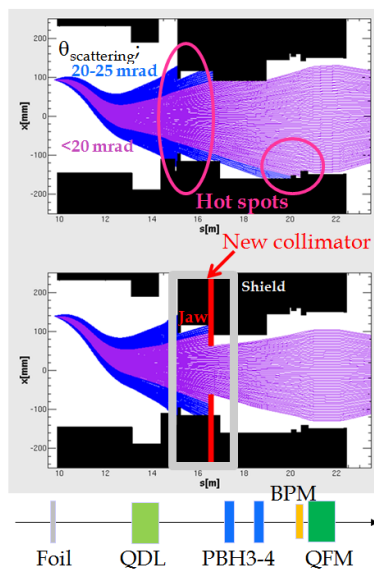 θscattering;
20-25 mrad
<20 mrad
Hot spots
x[mm]
200
100
0
-100
-200
10 12 14 16 18 20 22
s[m]
New collimator
Shield
Jaw
x[mm]
200
100
0
-100
-200
10 12 14 16 18 20 22
s[m]
BPM
Foil QDL PBH3-4 QFM